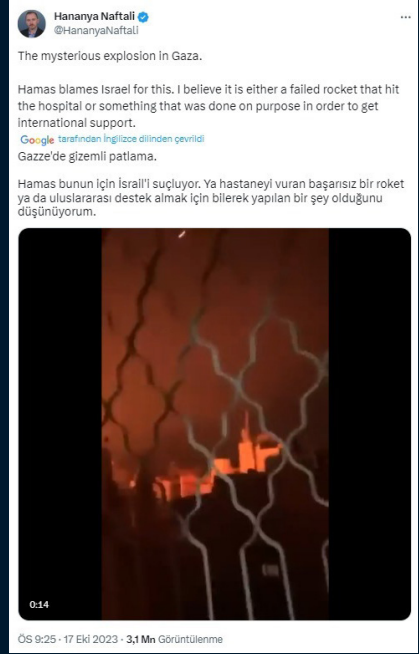 Hananya Naftali
@HananyaNaftali
The mysterious explosion in Gaza.
Hamas blames Israel for this. I believe it is either a failed rocket that hit
the hospital or something that was done on purpose in order to get
international support.
Google tarafından İngilizce dilinden çevrildi
Gazze'de gizemli patlama.
Hamas bunun için İsrail'i suçluyor. Ya hastaneyi vuran başarısız bir roket
ya da uluslararası destek almak için bilerek yapılan bir şey olduğunu
düşünüyorum.
0:14
ÖS 9:25 · 17 Eki 2023 · 3,1 Mn Görüntülenme